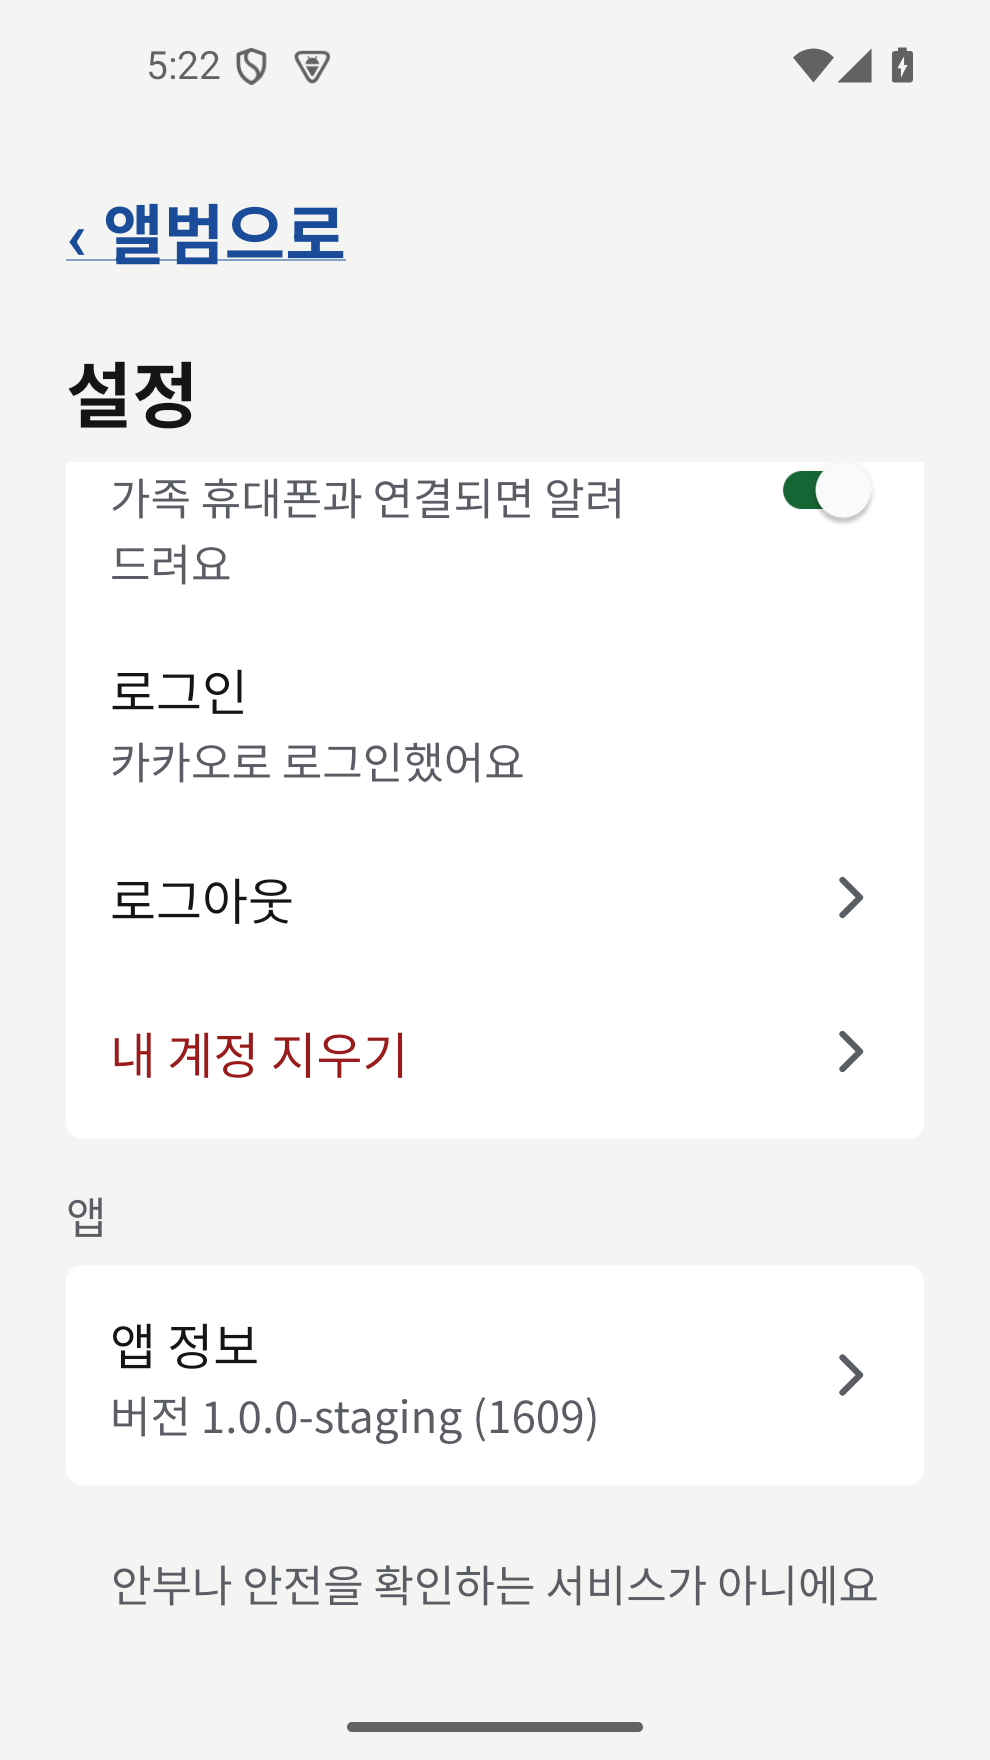 5:22
‹ 앨범으로
설정
가족 휴대폰과 연결되면 알려
드려요
로그인
카카오로 로그인했어요
로그아웃
내 계정 지우기
앱
앱 정보
버전 1.0.0-staging (1609)
안부나 안전을 확인하는 서비스가 아니에요